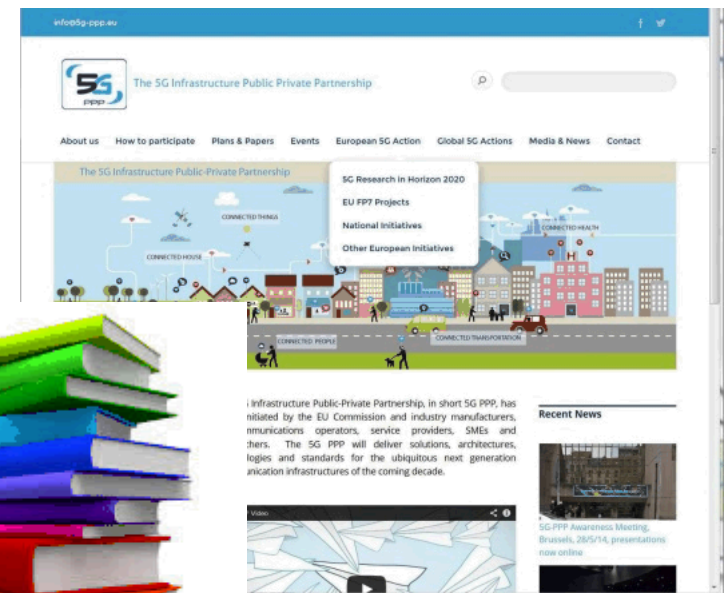 info@5g-ppp.eu
5G
ppp
The 5G Infrastructure Public Private Partnership
About us How to participate Plans & Papers Events European 5G Action Global 5G Actions Media & News Contact
The 5G Infrastructure Public-Private Partnership
5G Research in Horizon 2020
EU FP7 Projects
National Initiatives
Other European Initiatives
CONNECTED THINGS
CONNECTED HEALTH
CONNECTED HOUSE
CONNECTED PEOPLE
CONNECTED TRANSPORTATION
Infrastructure Public-Private Partnership, in short 5G PPP, has
nitiated by the EU Commission and industry manufacturers,
mmunications operators, service providers, SMEs and
chers. The 5G PPP will deliver solutions, architectures,
logies and standards for the ubiquitous next generation
unication infrastructures of the coming decade.
Video
Recent News
5G-PPP Awareness Meeting,
Brussels, 28/5/14, presentations
now online